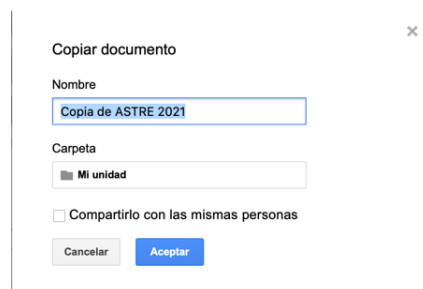 Copiar documento
Nombre
Copia de ASTRE 2021
Carpeta
Mi unidad
Compartirlo con las mismas personas
Cancelar Aceptar